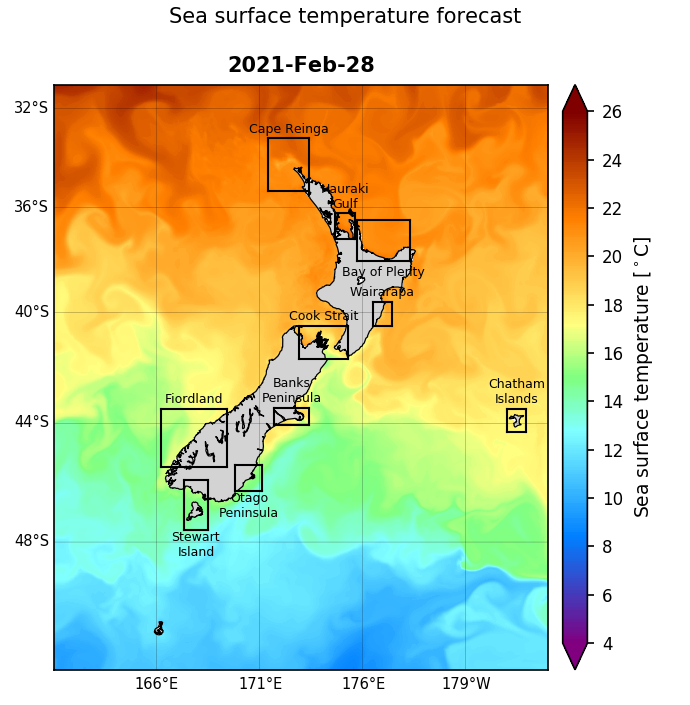 Sea surface temperature forecast
2021-Feb-28
32°S
36°S
40°S
44°S
48°S
Cape Reinga
Hauraki
Gulf
Bay of Plenty
Wairarapa
Cook Strait
Banks
Peninsula
Fiordland
Chatham
Islands
Otago
Peninsula
Stewart
Island
166°E
171°E
176°E
179°W
26
24
22
20
18
16
14
12
10
8
6
4
Sea surface temperature [°C]